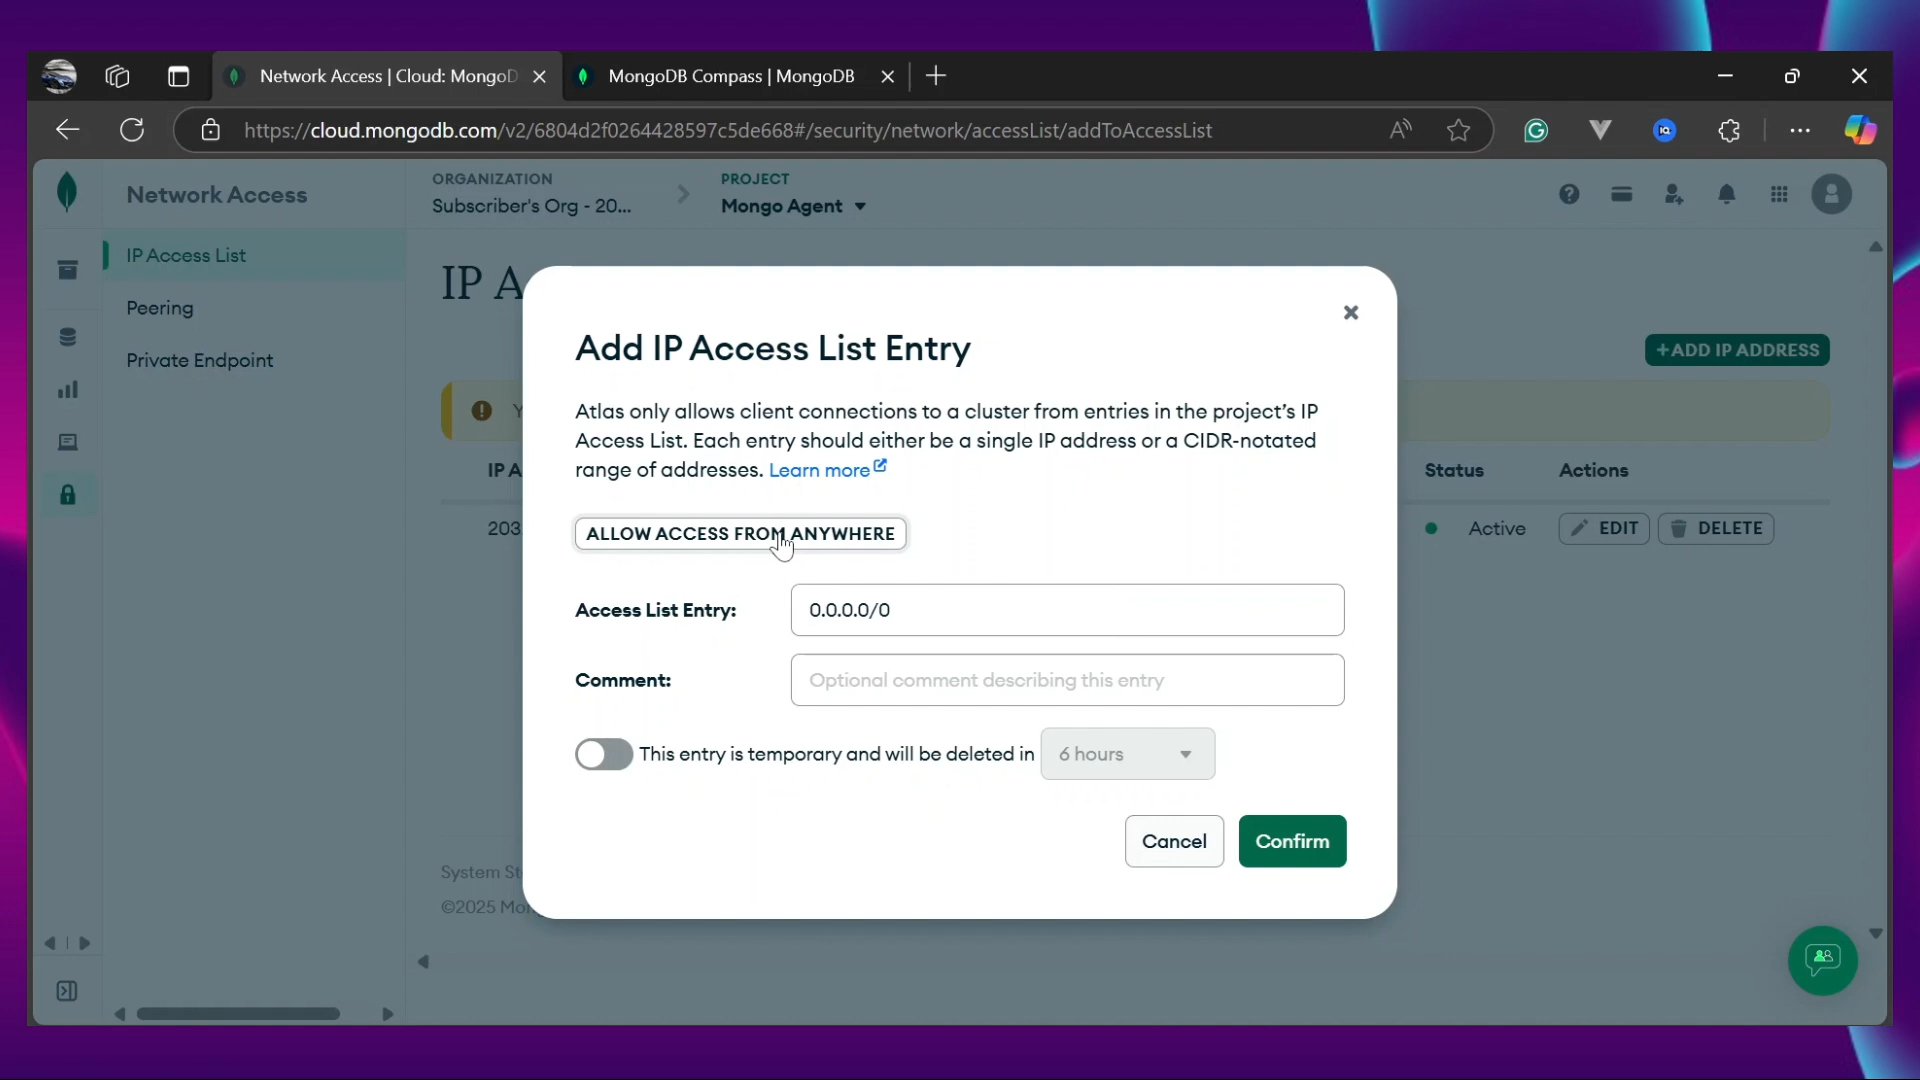 Network Access | Cloud: MongoD
MongoDB Compass | MongoDB
https://cloud.mongodb.com/v2/6804d2f0264428597c5de668#/security/network/accessList/addToAccessList
Network Access
ORGANIZATION
Subscriber's Org - 20...
PROJECT
Mongo Agent
IP Access List
Peering
Private Endpoint
IP A
+ADD IP ADDRESS
Y
Add IP Access List Entry
Atlas only allows client connections to a cluster from entries in the project's IP
Access List. Each entry should either be a single IP address or a CIDR-notated
range of addresses. Learn more
IP A
Status
Actions
203
Active
EDIT
DELETE
ALLOW ACCESS FROM ANYWHERE
Access List Entry:
0.0.0.0/0
Comment:
Optional comment describing this entry
This entry is temporary and will be deleted in
6 hours
Cancel
Confirm
System St
©2025 Mon